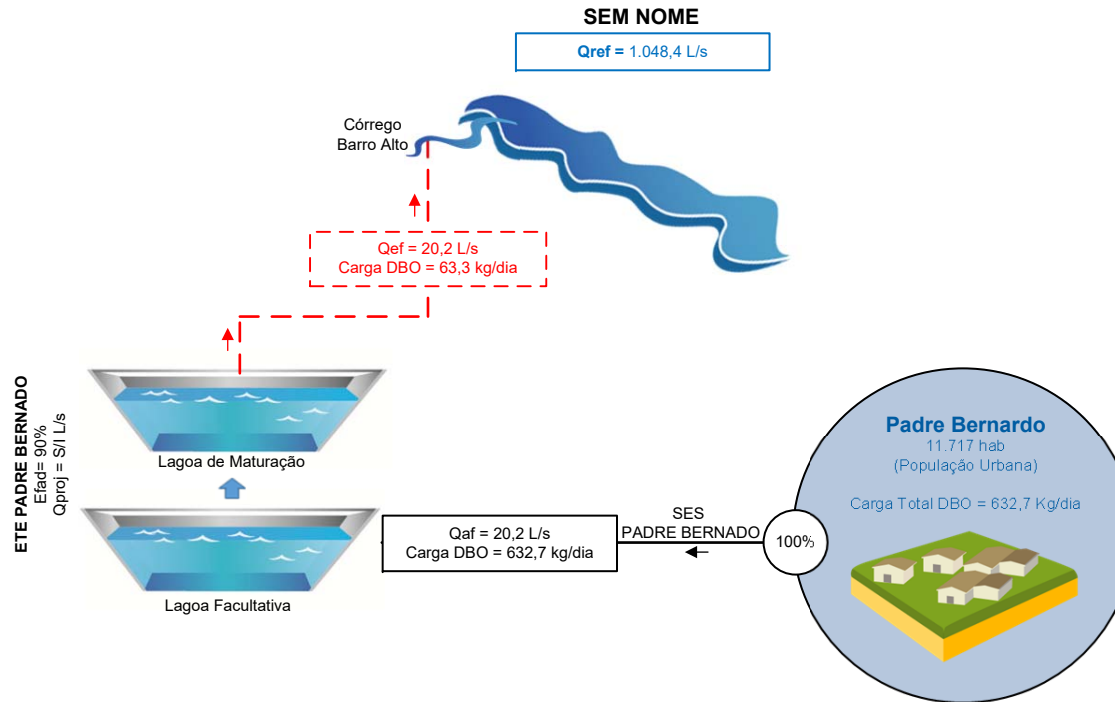 SEM NOME
Qref = 1.048,4 L/s
Córrego
Barro Alto
Qef = 20,2 L/s
Carga DBO = 63,3 kg/dia
ETE PADRE BERNADO
Efad= 90%
Qproj = S/I L/s
Lagoa de Maturação
Lagoa Facultativa
Qaf = 20,2 L/s
Carga DBO = 632,7 kg/dia
SES
PADRE BERNADO
100%
Padre Bernardo
11.717 hab
(População Urbana)
Carga Total DBO = 632,7 Kg/dia